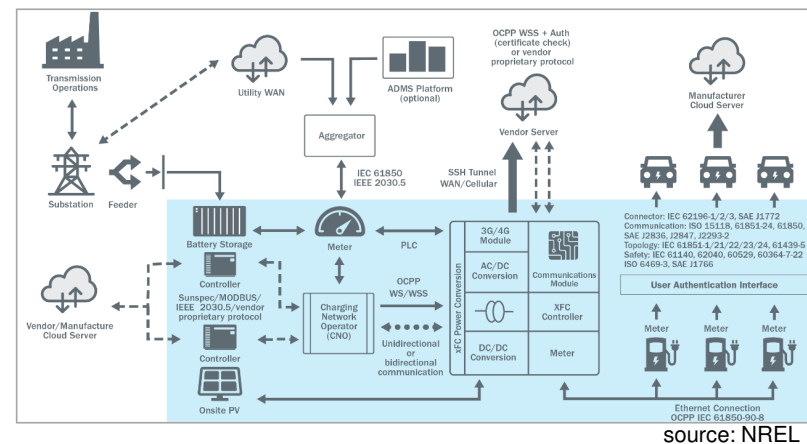 Transmission
Operations
Utility WAN
ADMS Platform
(optional)
OCPP WSS + Auth
(certificate check)
or vendor
proprietary protocol
Vendor Server
Manufacturer
Cloud Server
Aggregator
IEC 61850
IEEE 2030.5
SSH Tunnel
WAN/Cellular
Substation
Feeder
Battery Storage
Meter
PLC
Controller
Sunspec/MODBUS/
IEEE 2030.5/vendor
proprietary protocol
Controller
Vendor/Manufacture
Cloud Server
Charging
Network
Operator
(CNO)
OCPP
WS/WSS
Unidirectional
or
bidirectional
communication
Onsite PV
xFC Power Conversion
3G/4G
Module
AC/DC
Conversion
DC/DC
Conversion
Communications
Module
XFC
Controller
Meter
Connector: IEC 62196-1/2/3, SAE J1772
Communication: ISO 15118, 61851-24, 61850,
SAE J2836, J2847, J2293-2
Topology: IEC 61851-1/21/22/23/24, 61439-5
Safety: IEC 61140, 62040, 60529, 60364-7-22
ISO 6469-3, SAE J1766
User Authentication Interface
Meter
Meter
Meter
Ethernet Connection
OCPP IEC 61850-90-8
source: NREL